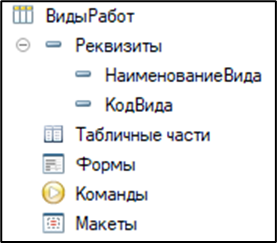 ВидыРабот
Реквизиты
НаименованиеВида
КодВида
Табличные части
Формы
Команды
Макеты